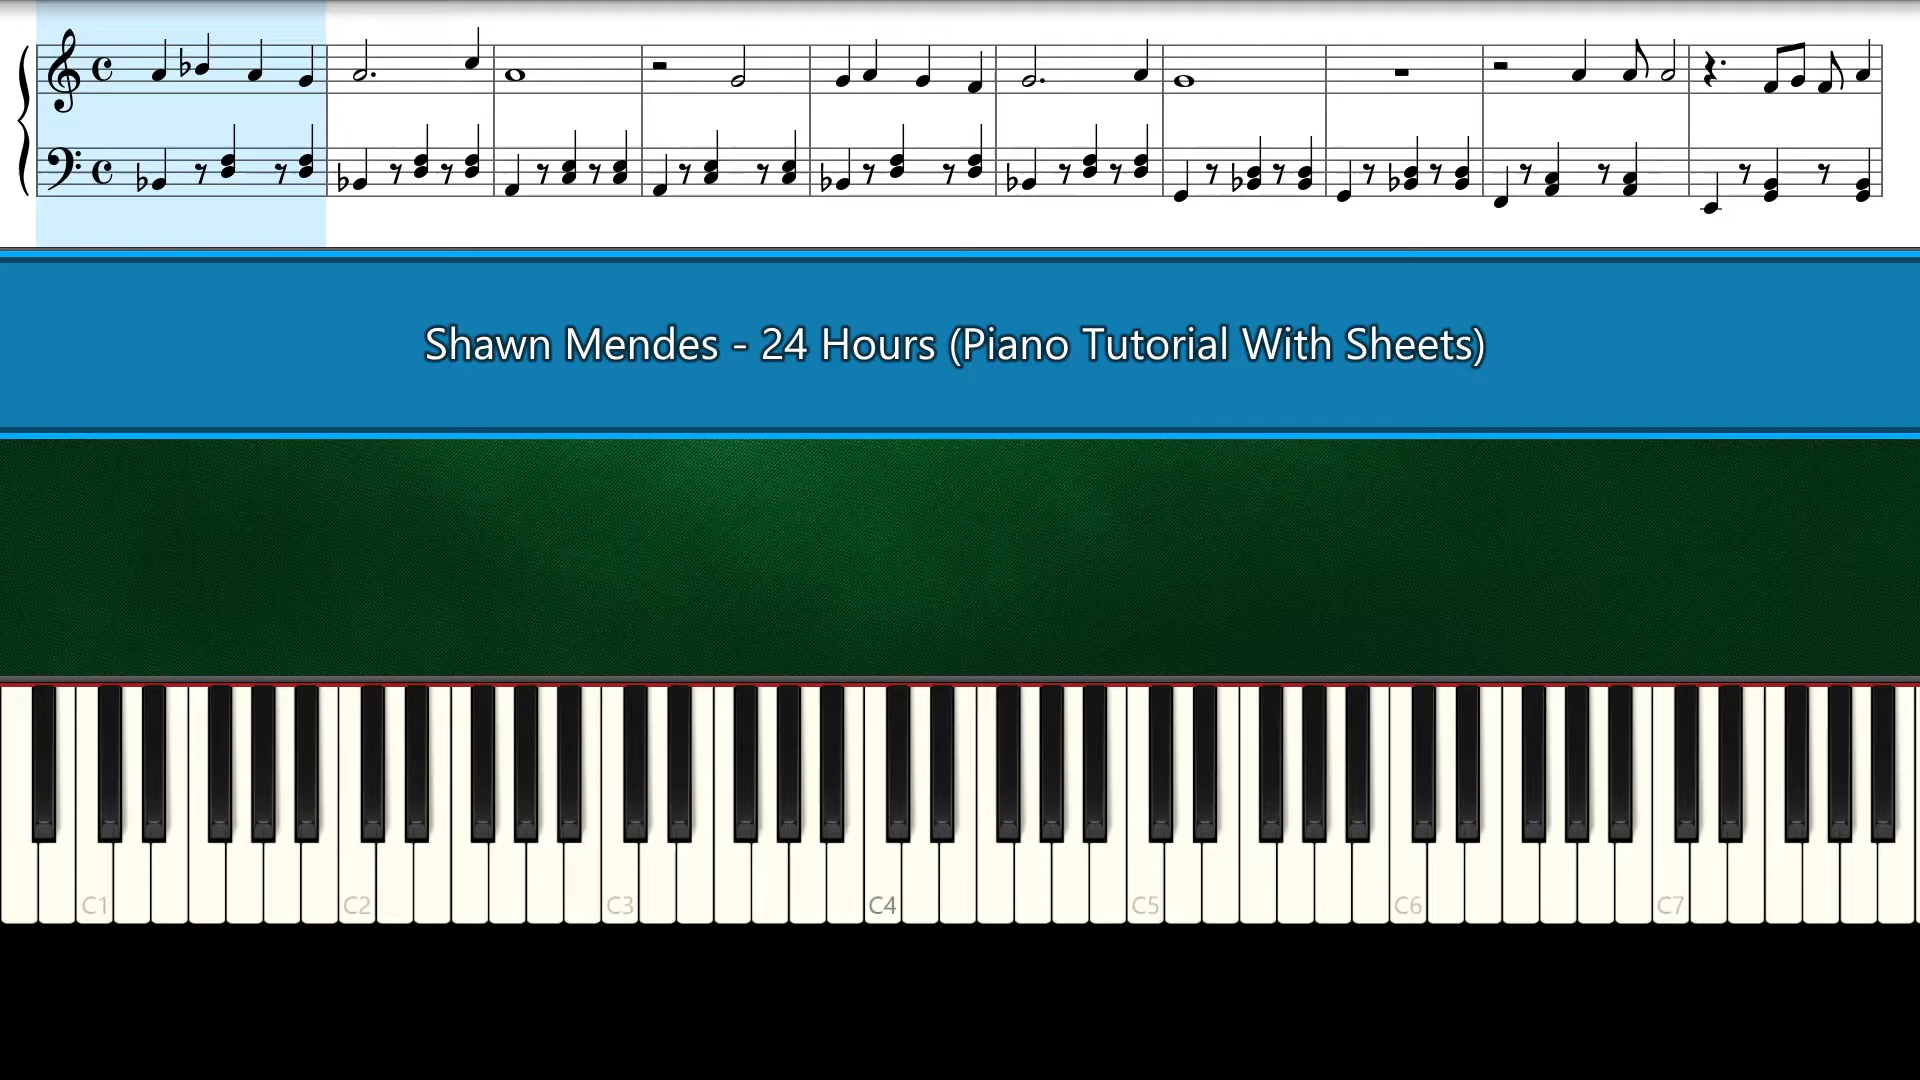 Shawn Mendes - 24 Hours (Piano Tutorial With Sheets)
C1 C2 C3 C4 C5 C6 C7